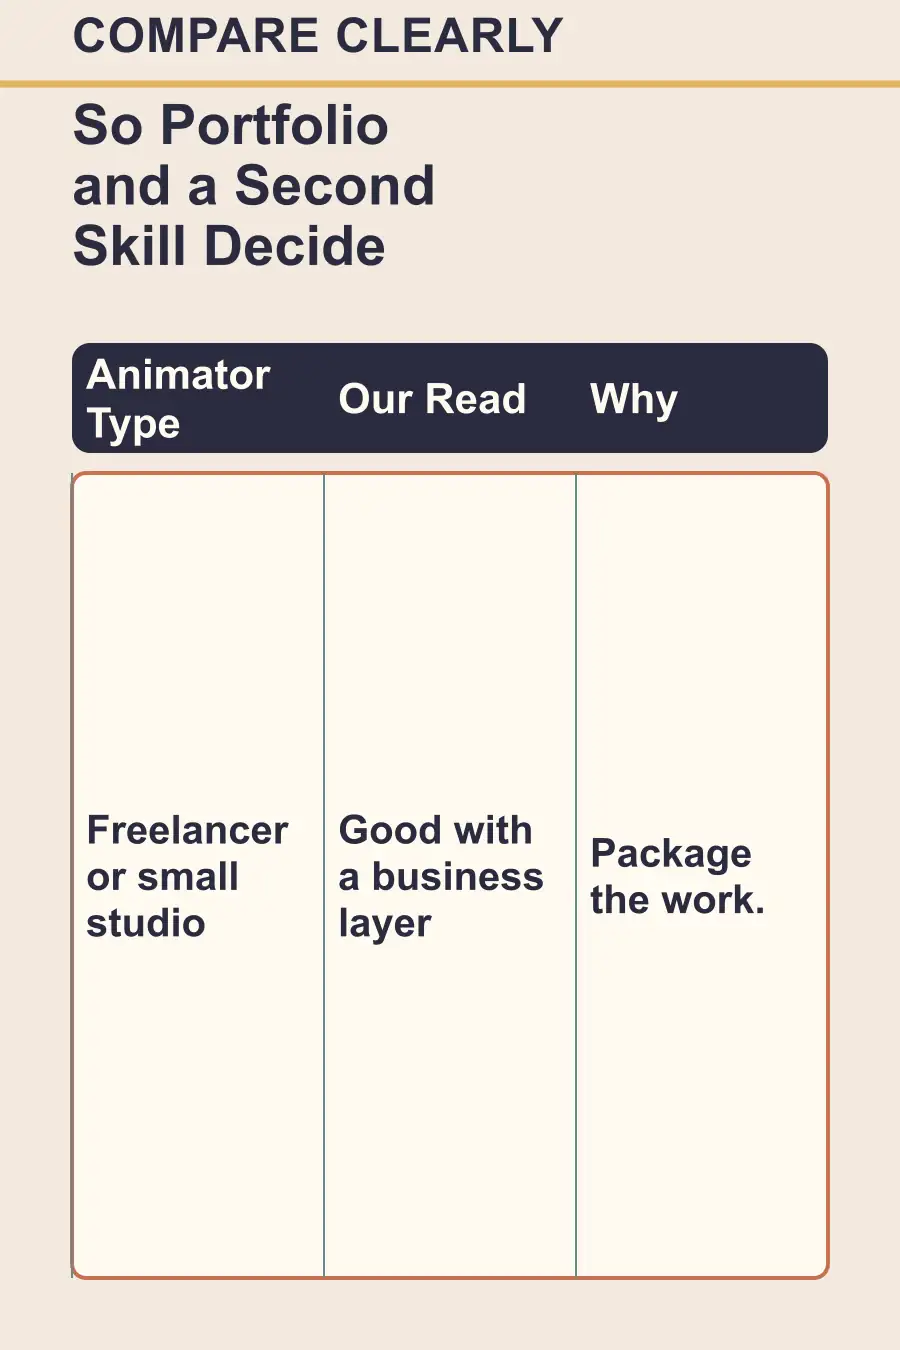 COMPARE CLEARLY
So Portfolio
and a Second
Skill Decide
Animator
Type
Our Read
Why
Freelancer
or small
studio
Good with
a business
layer
Package
the work.